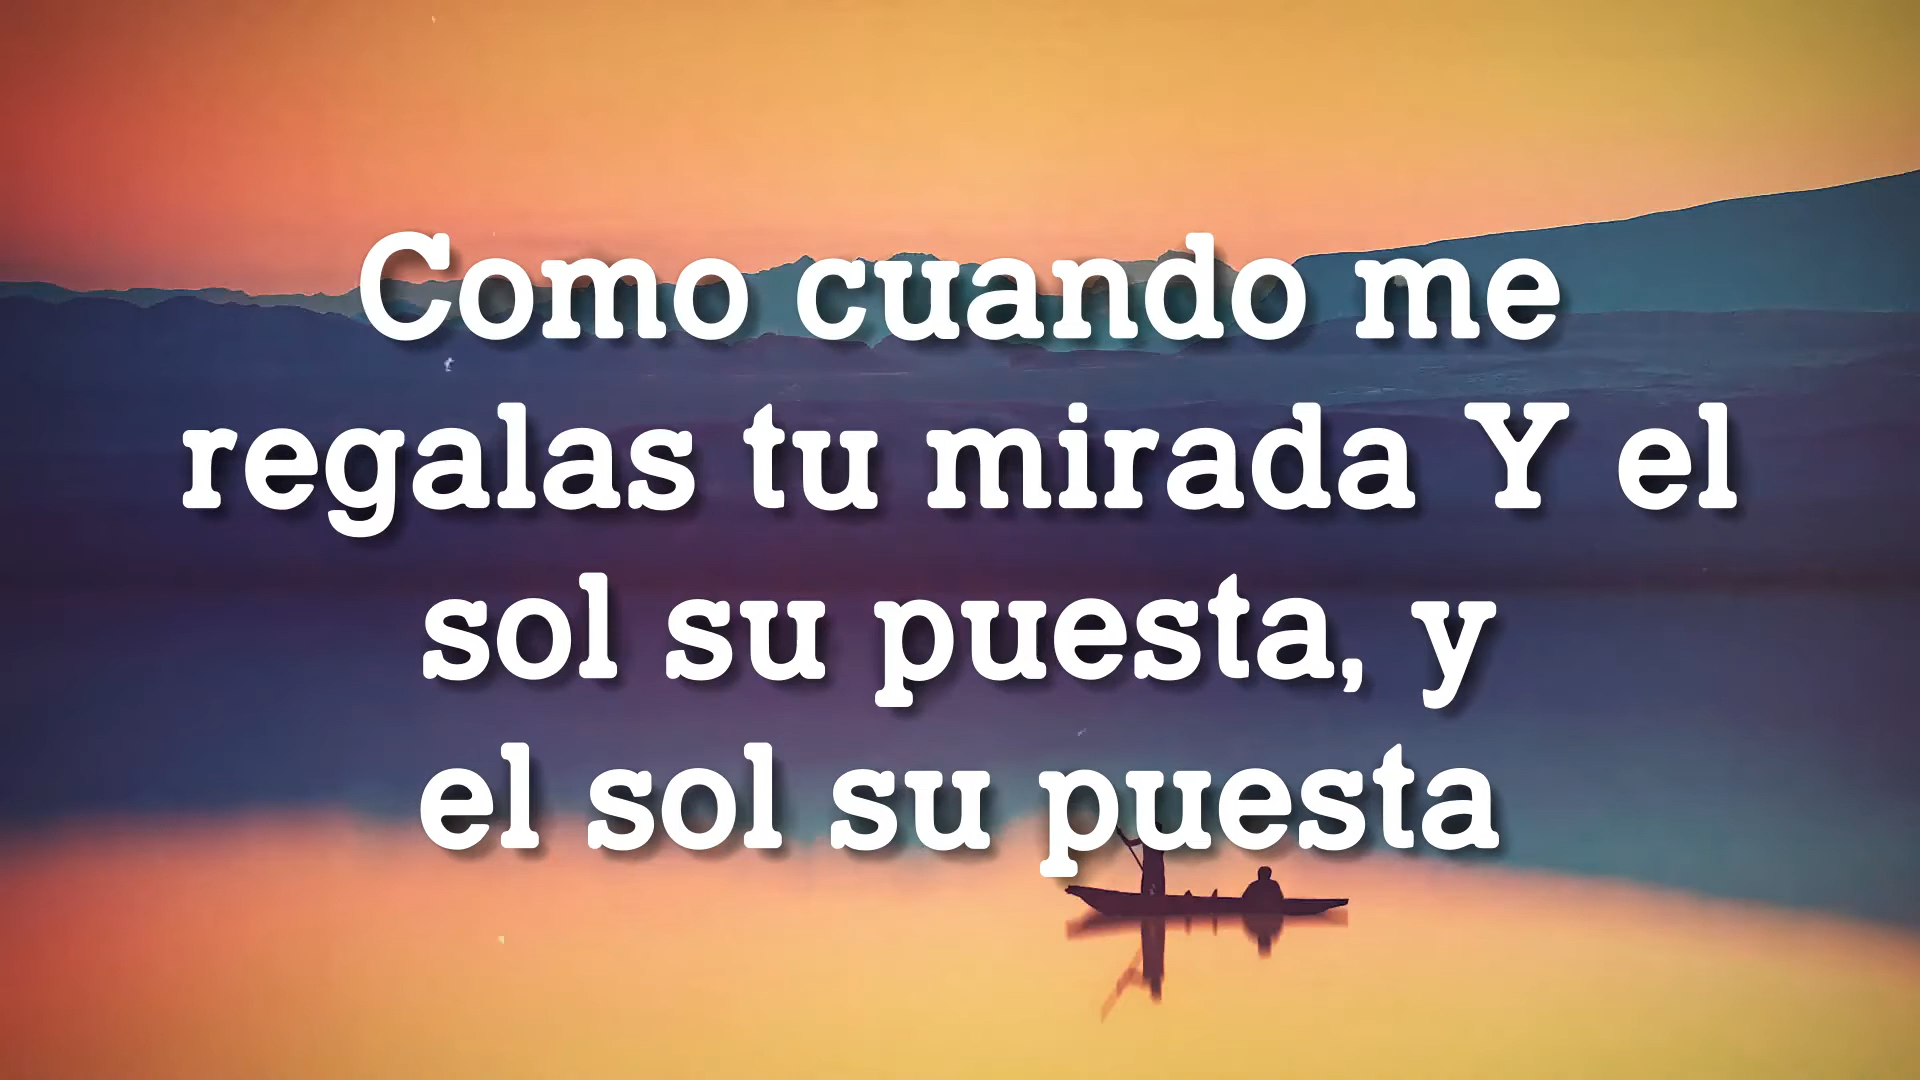 Como cuando me
regalas tu mirada Y el
sol su puesta, y
el sol su puesta